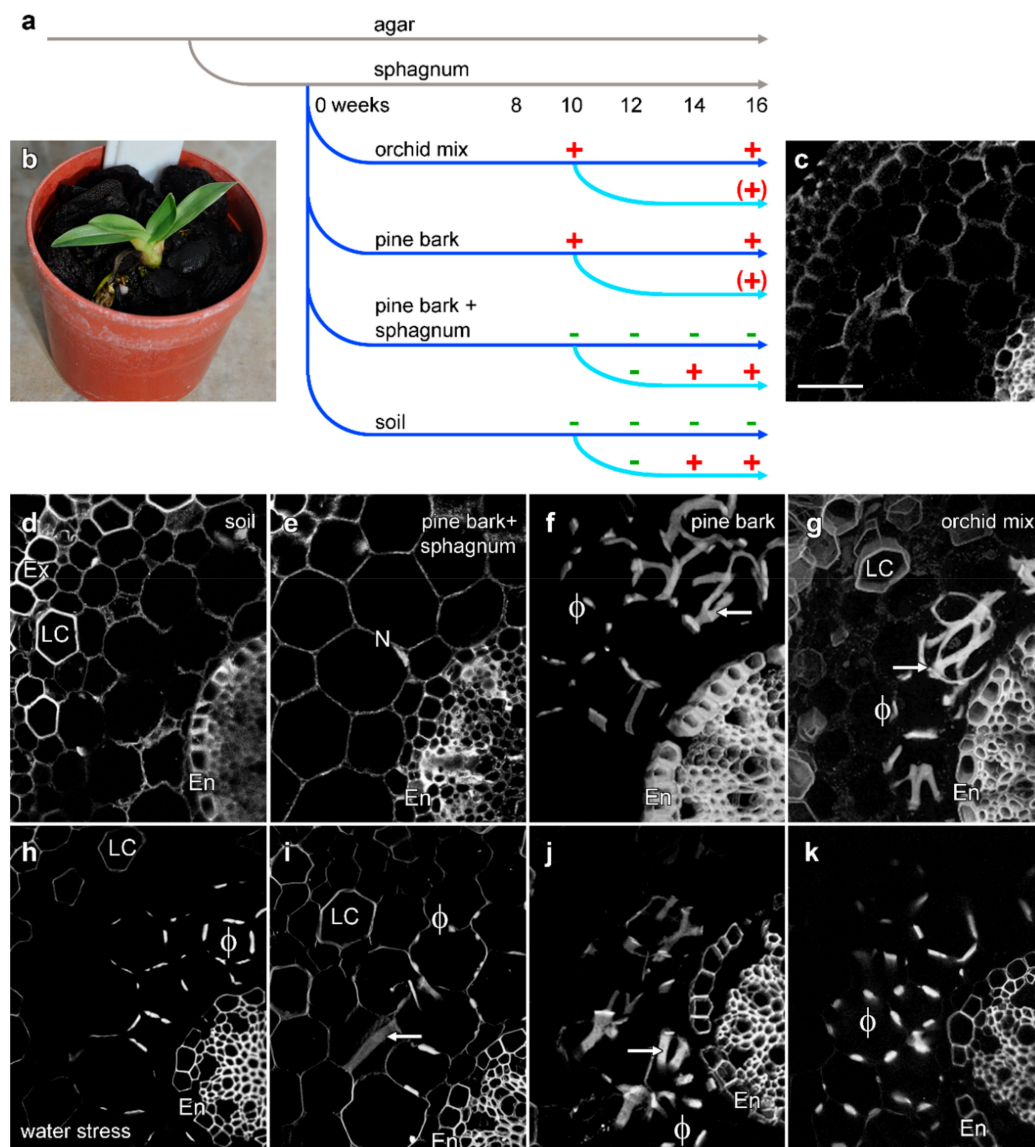 a
agar
sphagnum
0 weeks 8 10 12 14 16
b
orchid mix + +
(+)
c
pine bark + +
(+)
pine bark +
sphagnum - - - -
- + +
soil - - - -
- + +
d soil
Ex
LC
En
e pine bark+
sphagnum
N
En
f pine bark
ϕ
En
g orchid mix
LC
ϕ
En
h
LC
ϕ
En
water stress
i
LC
ϕ
En
j
En
ϕ
k
ϕ
En